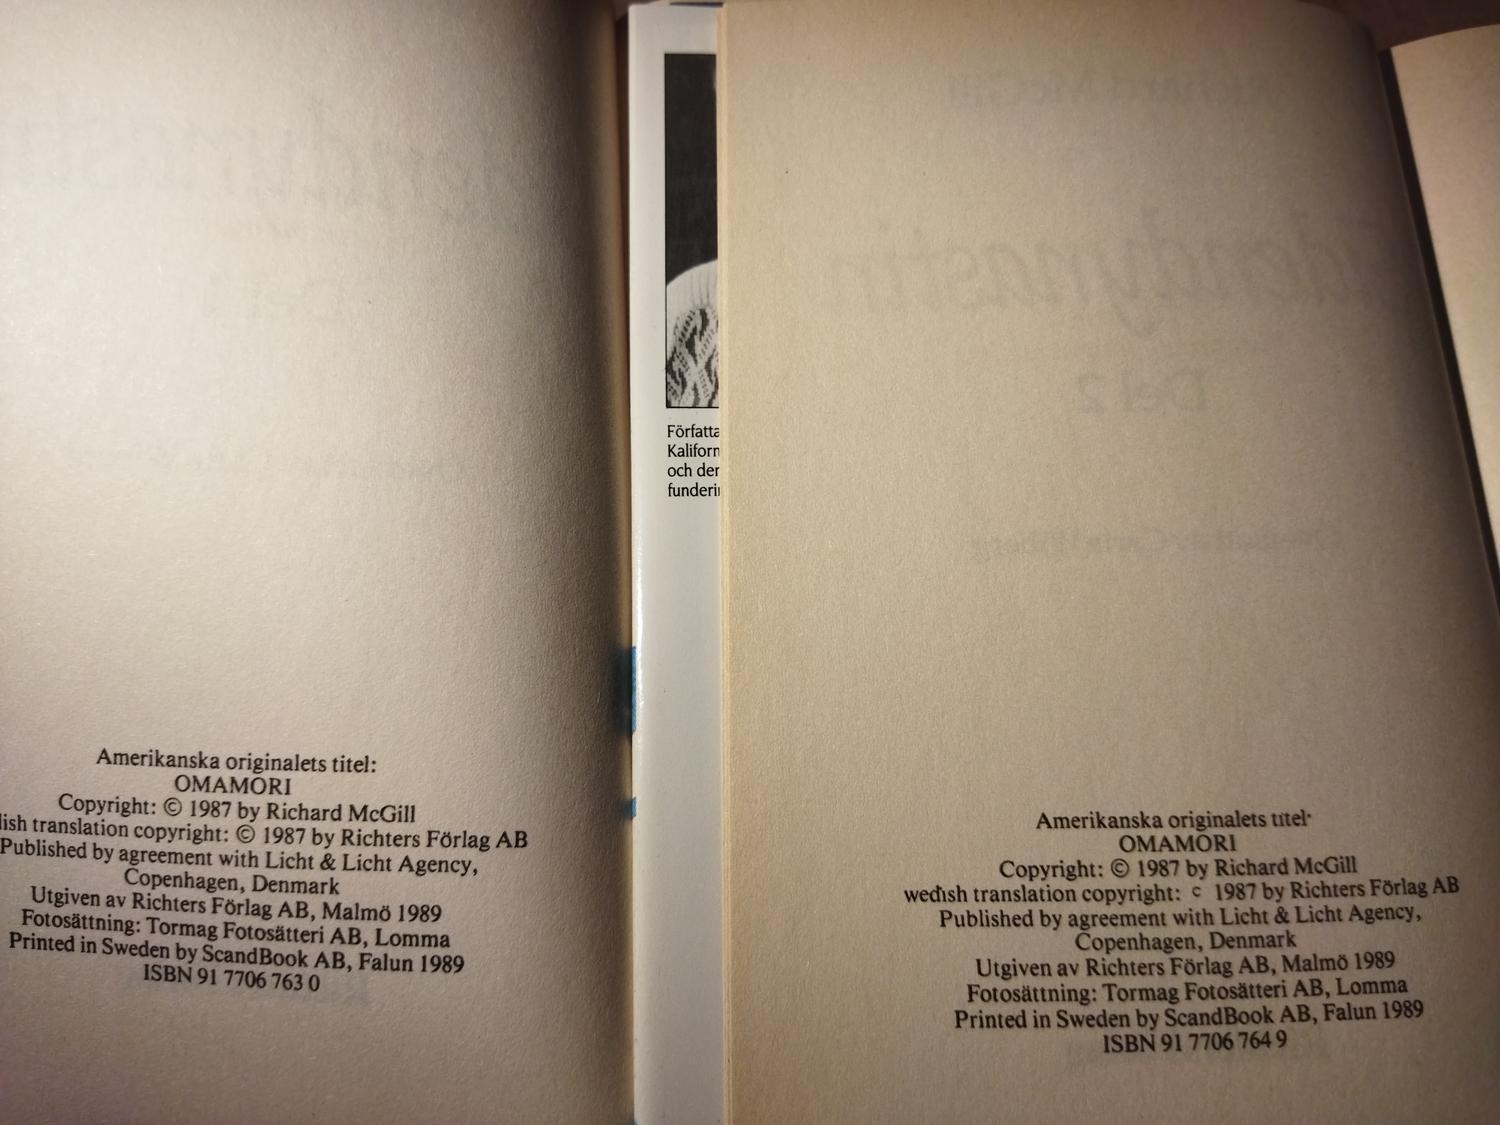 Amerikanska originalets titel:
OMAMORI
Copyright: © 1987 by Richard McGill
lish translation copyright: © 1987 by Richters Förlag AB
Published by agreement with Licht & Licht Agency,
Copenhagen, Denmark
Utgiven av Richters Förlag AB, Malmö 1989
Fotosättning: Tormag Fotosätteri AB, Lomma
Printed in Sweden by ScandBook AB, Falun 1989
ISBN 91 7706 763 0
Författa
Kaliforn
och der
funderi
Richard McGill
Edendynastin
Del 2
Amerikanska originalets titel·
OMAMORI
Copyright: © 1987 by Richard McGill
wedish translation copyright: c 1987 by Richters Förlag AB
Published by agreement with Licht & Licht Agency,
Copenhagen, Denmark
Utgiven av Richters Förlag AB, Malmö 1989
Fotosättning: Tormag Fotosätteri AB, Lomma
Printed in Sweden by ScandBook AB, Falun 1989
ISBN 91 7706 764 9